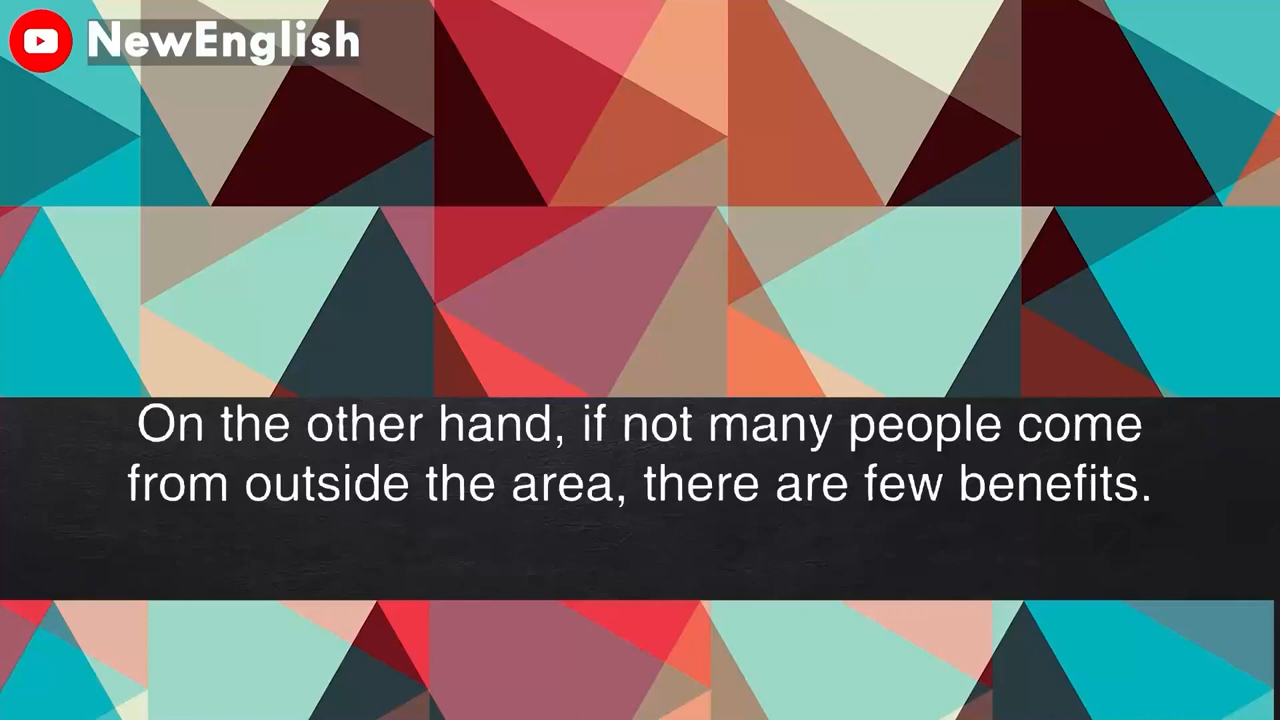 NewEnglish
On the other hand, if not many people come
from outside the area, there are few benefits.